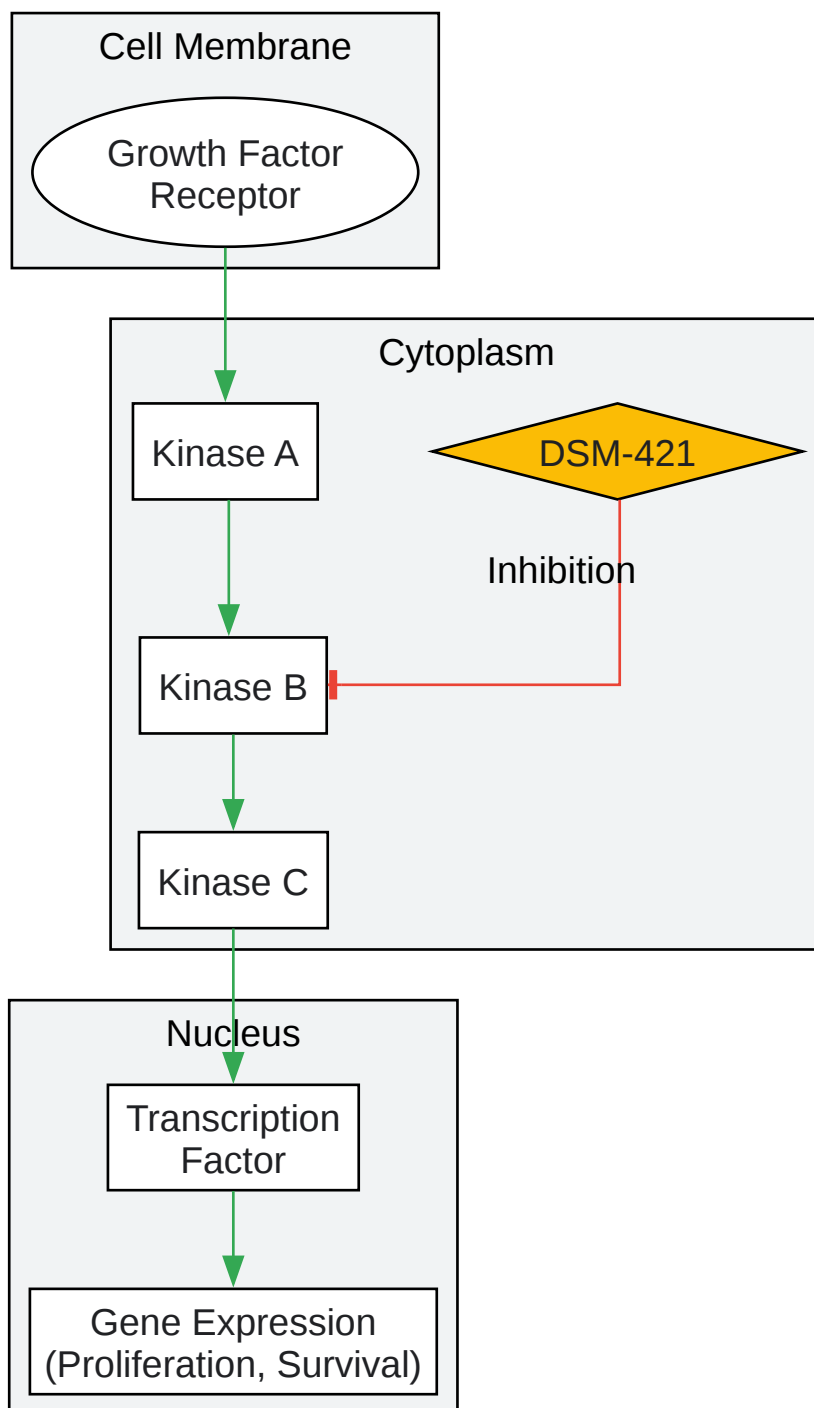 Cell Membrane
Growth Factor
Receptor
Cytoplasm
Kinase A
DSM-421
Inhibition
Kinase B
Kinase C
Nucleus
Transcription
Factor
Gene Expression
(Proliferation, Survival)